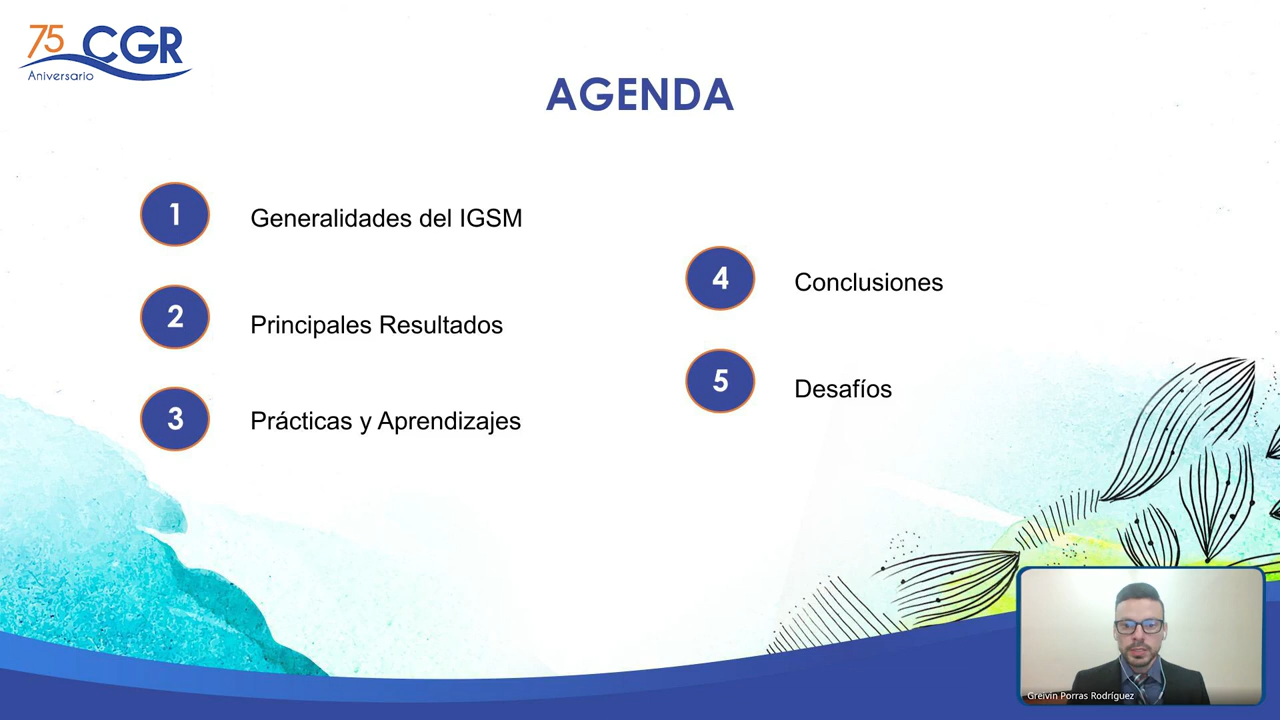 75 CGR
Aniversario
AGENDA
1 Generalidades del IGSM
2 Principales Resultados
3 Prácticas y Aprendizajes
4 Conclusiones
5 Desafíos
Greivin Porras Rodríguez